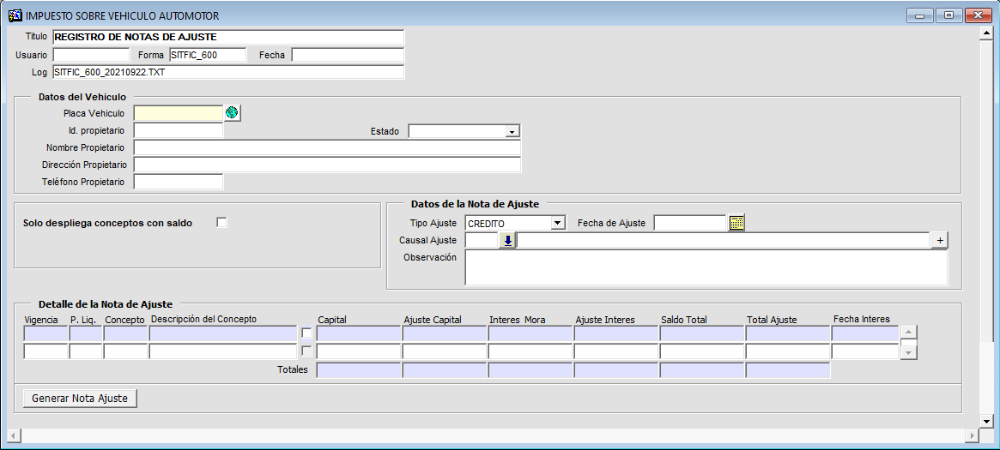 IMPUESTO SOBRE VEHICULO AUTOMOTOR
Titulo REGISTRO DE NOTAS DE AJUSTE
Usuario Forma SITFIC_600 Fecha
Log SITFIC_600_20210922.TXT
Datos del Vehiculo
Placa Vehiculo
Id. propietario Estado
Nombre Propietario
Dirección Propietario
Teléfono Propietario
Solo despliega conceptos con saldo
Datos de la Nota de Ajuste
Tipo Ajuste CREDITO Fecha de Ajuste
Causal Ajuste +
Observación
Detalle de la Nota de Ajuste
Vigencia P. Liq. Concepto Descripción del Concepto Capital Ajuste Capital Interes Mora Ajuste Interes Saldo Total Total Ajuste Fecha Interes
Totales
Generar Nota Ajuste